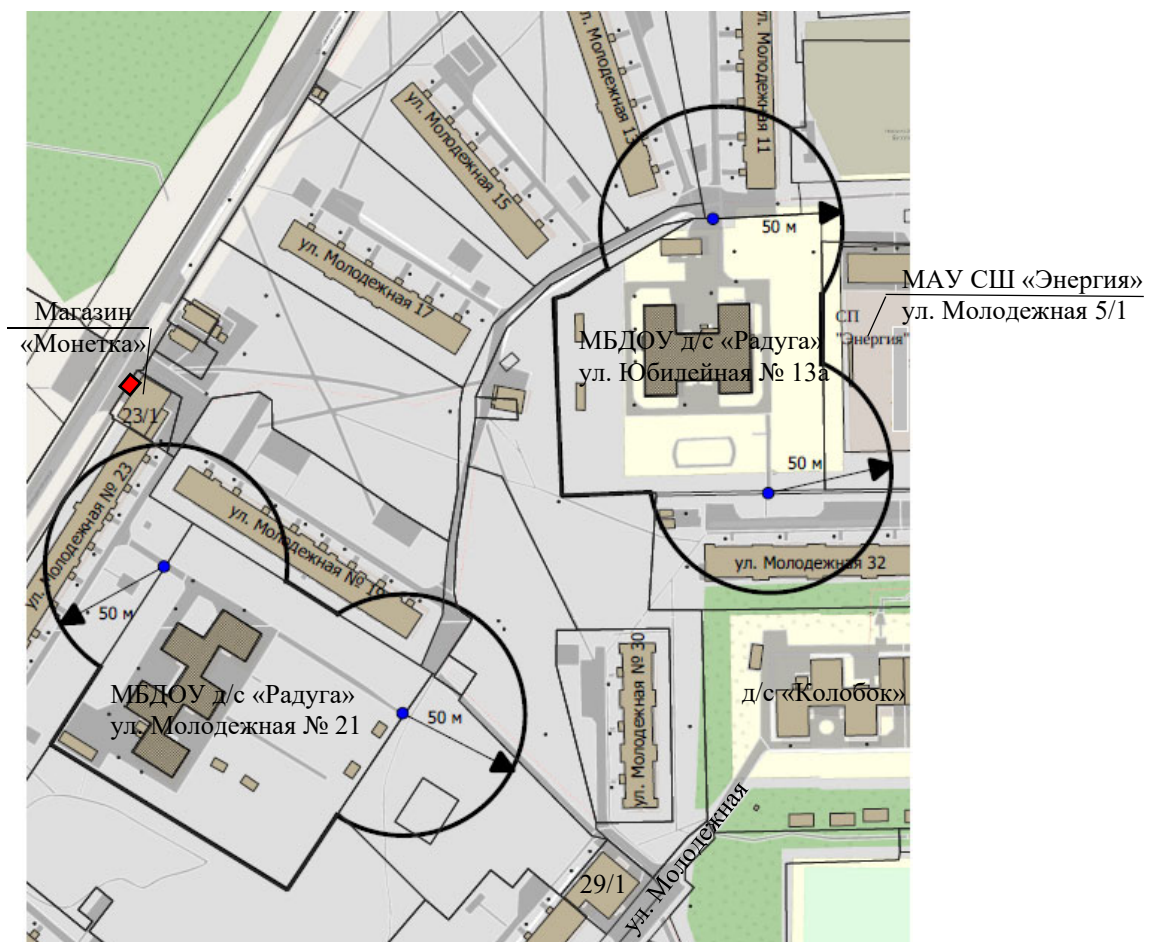 ул. Молодежная 13
ул. Молодежная 11
ул. Молодежная 15
ул. Молодежная 17
50 м
МАУ СШ «Энергия»
ул. Молодежная 5/1
СП
"Энергия"
Магазин
«Монетка»
23/1
МБДОУ д/с «Радуга»
ул. Юбилейная № 13а
50 м
ул. Молодежная № 23
ул. Молодежная № 19
ул. Молодежная 32
50 м
МБДОУ д/с «Радуга»
ул. Молодежная № 21
50 м
ул. Молодежная № 30
д/с «Колобок»
ул. Молодежная
29/1